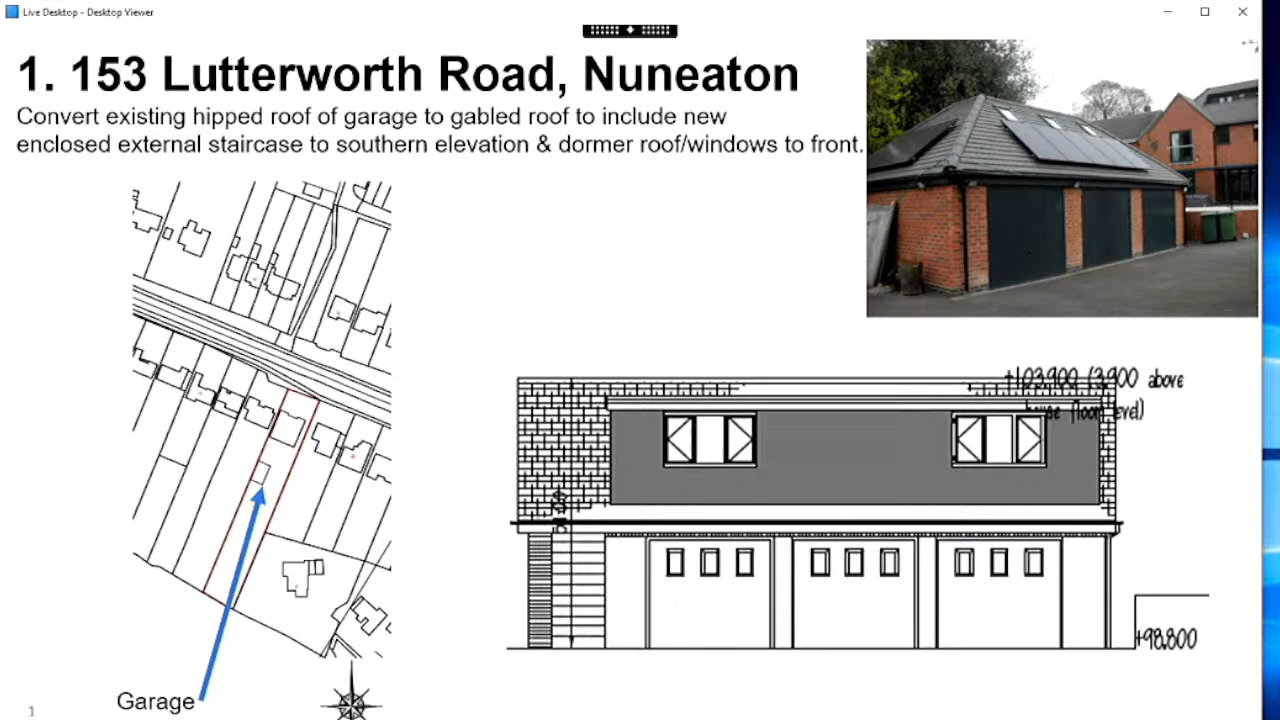 Live Desktop - Desktop Viewer
1. 153 Lutterworth Road, Nuneaton
Convert existing hipped roof of garage to gabled roof to include new
enclosed external staircase to southern elevation & dormer roof/windows to front.
+103.900 (3.900 above
floor level)
+98.800
Garage
1